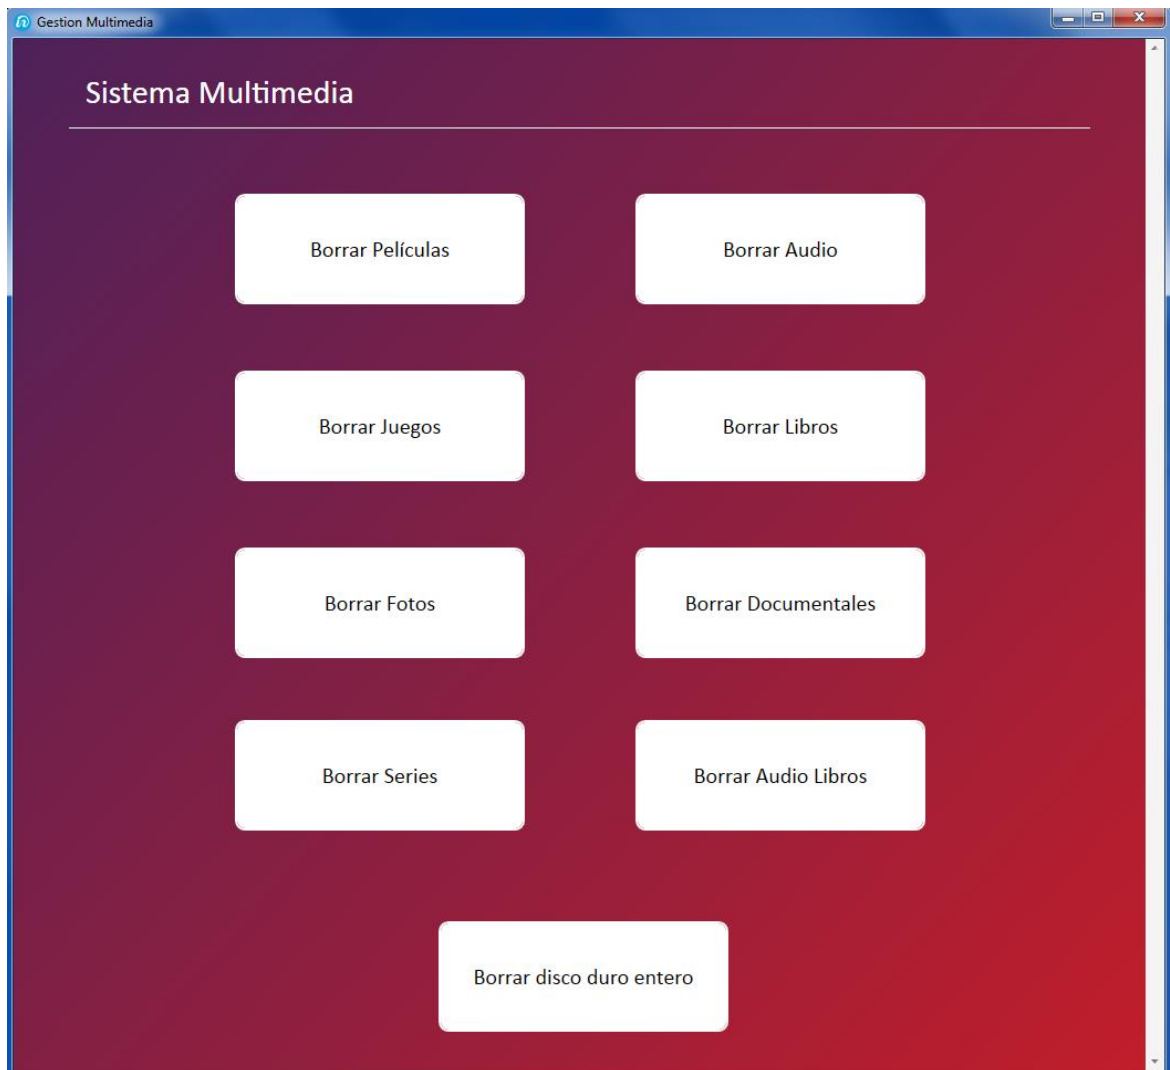 Gestion Multimedia
Sistema Multimedia
Borrar Películas
Borrar Audio
Borrar Juegos
Borrar Libros
Borrar Fotos
Borrar Documentales
Borrar Series
Borrar Audio Libros
Borrar disco duro entero